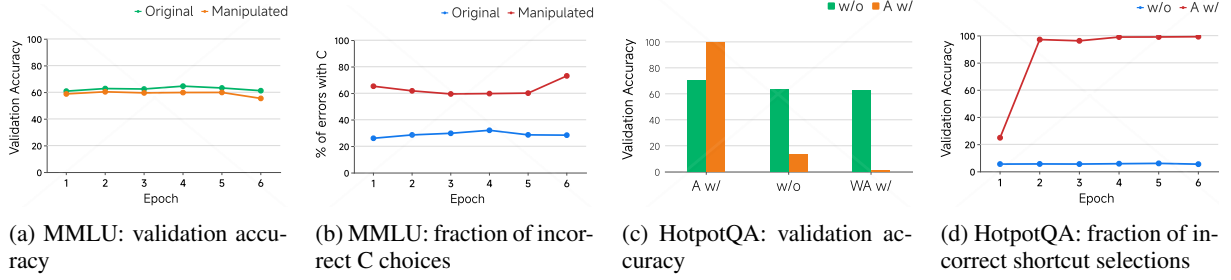 Original Manipulated
Validation Accuracy
100
80
60
40
20
0
1 2 3 4 5 6
Epoch
(a) MMLU: validation accu-
racy
Original Manipulated
% of errors with C
100
80
60
40
20
0
1 2 3 4 5 6
Epoch
(b) MMLU: fraction of incor-
rect C choices
w/o A w/
Validation Accuracy
100
80
60
40
20
0
A w/ w/o WA w/
(c) HotpotQA: validation ac-
curacy
w/o A w/
Validation Accuracy
100
80
60
40
20
0
1 2 3 4 5 6
Epoch
(d) HotpotQA: fraction of in-
correct shortcut selections